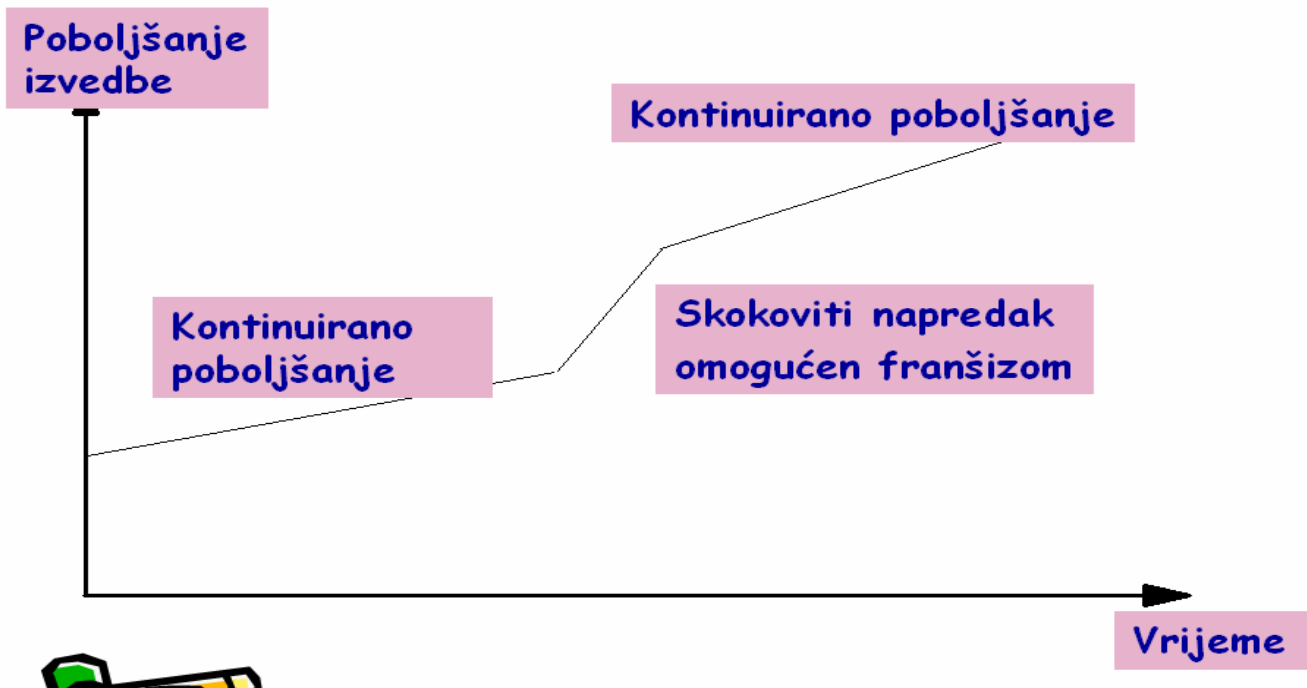 Poboljšanje
izvedbe
Kontinuirano poboljšanje
Kontinuirano
poboljšanje
Skokoviti napredak
omogućen franšizom
Vrijeme